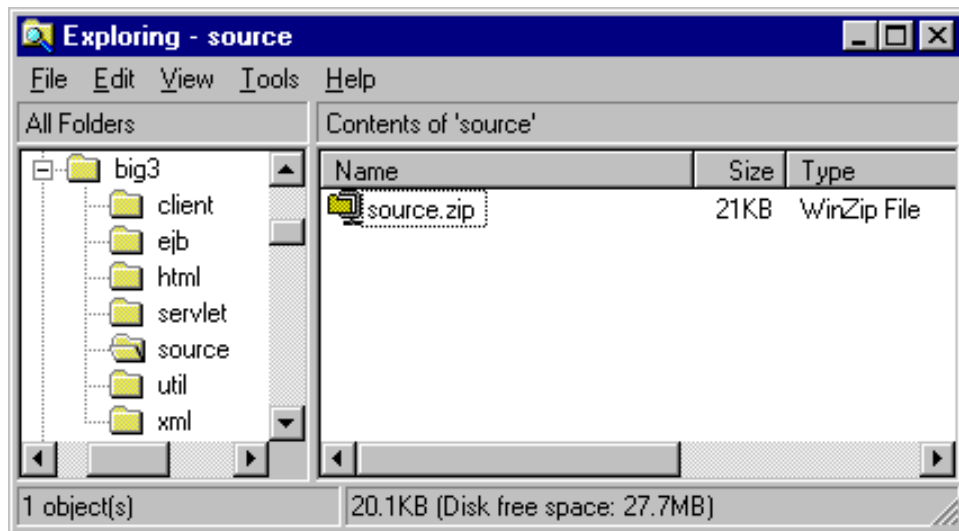 Exploring - source
File Edit View Tools Help
All Folders
Contents of 'source'
big3
client
ejb
html
servlet
source
util
xml
Name Size Type
source.zip 21KB WinZip File
1 object(s)
20.1KB (Disk free space: 27.7MB)